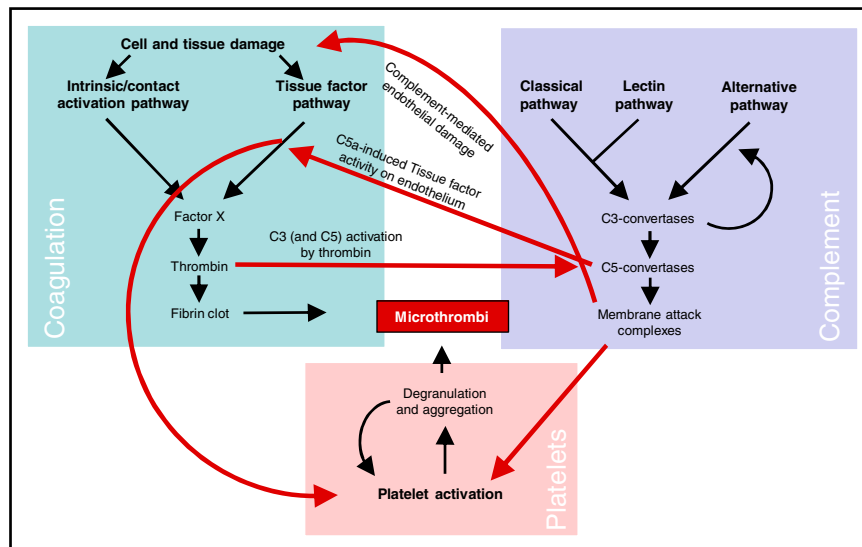 Cell and tissue damage
Intrinsic/contact
activation pathway
Tissue factor
pathway
Factor X
Thrombin
Fibrin clot
Coagulation
Complement-mediated
endothelial damage
C5a-induced Tissue factor
activity on endothelium
C3 (and C5) activation
by thrombin
Microthrombi
Classical
pathway
Lectin
pathway
Alternative
pathway
C3-convertases
C5-convertases
Membrane attack
complexes
Complement
Degranulation
and aggregation
Platelet activation
Platelets